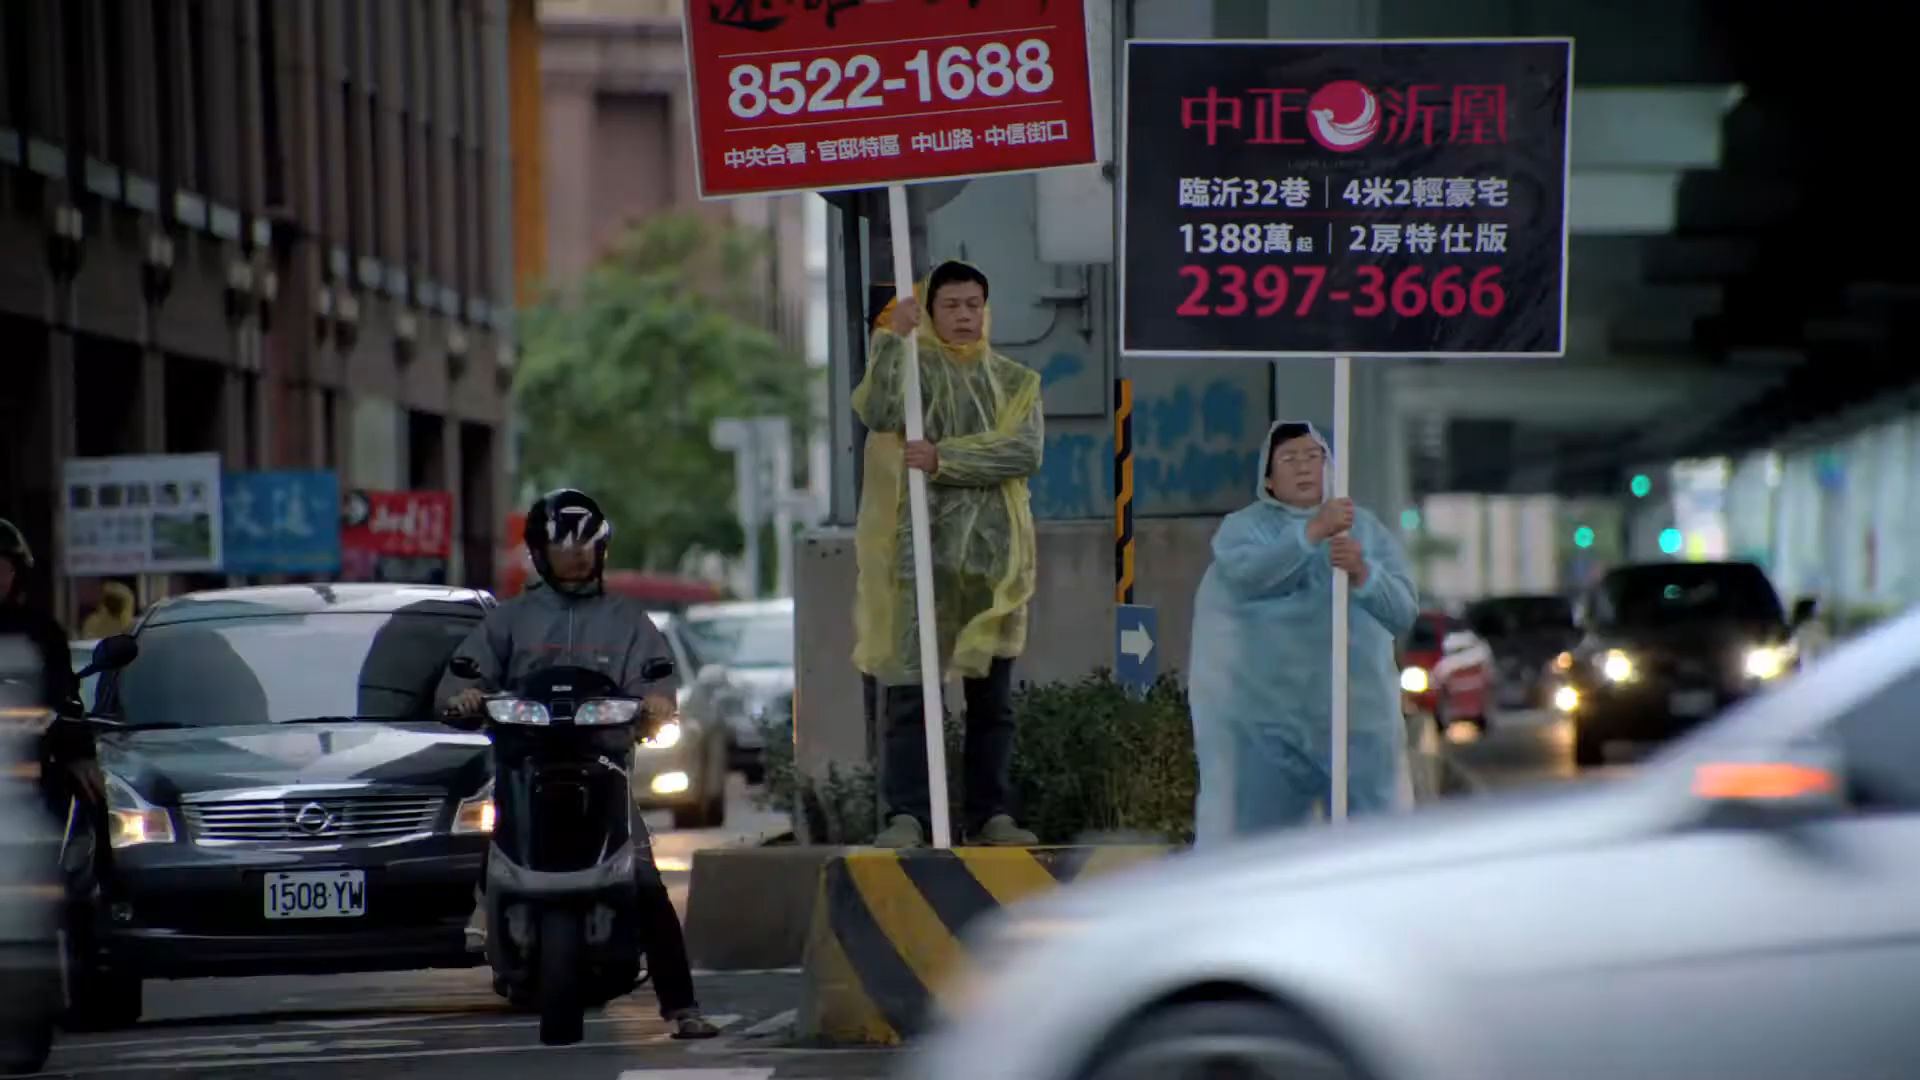 8522-1688
中央合署·官邸特區 中山路·中信街口
中正 沂凰
臨沂32巷｜4米2輕豪宅
1388萬起｜2房特仕版
2397-3666
1508·YW